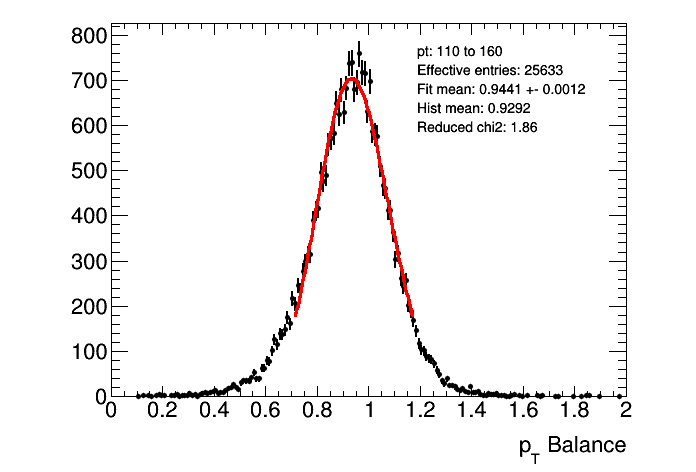 800
700
600
500
400
300
200
100
0
pt: 110 to 160
Effective entries: 25633
Fit mean: 0.9441 +- 0.0012
Hist mean: 0.9292
Reduced chi2: 1.86
0 0.2 0.4 0.6 0.8 1 1.2 1.4 1.6 1.8 2
pT Balance